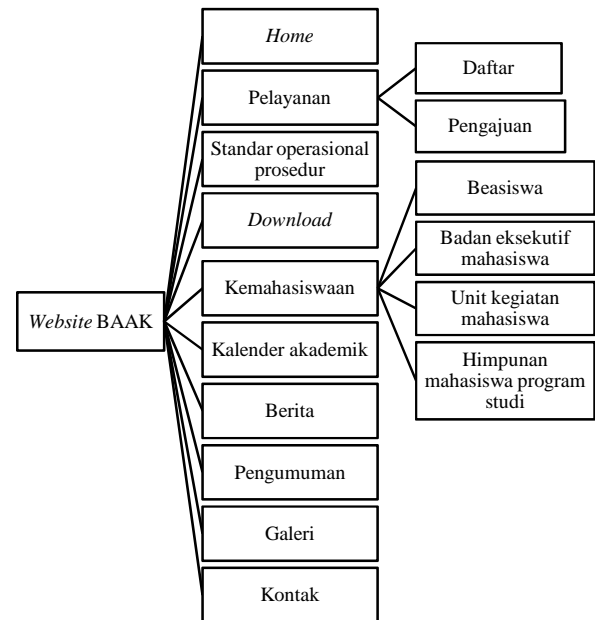 Website BAAK
Home
Pelayanan
Daftar
Pengajuan
Standar operasional
prosedur
Download
Kemahasiswaan
Beasiswa
Badan eksekutif
mahasiswa
Unit kegiatan
mahasiswa
Himpunan
mahasiswa program
studi
Kalender akademik
Berita
Pengumuman
Galeri
Kontak